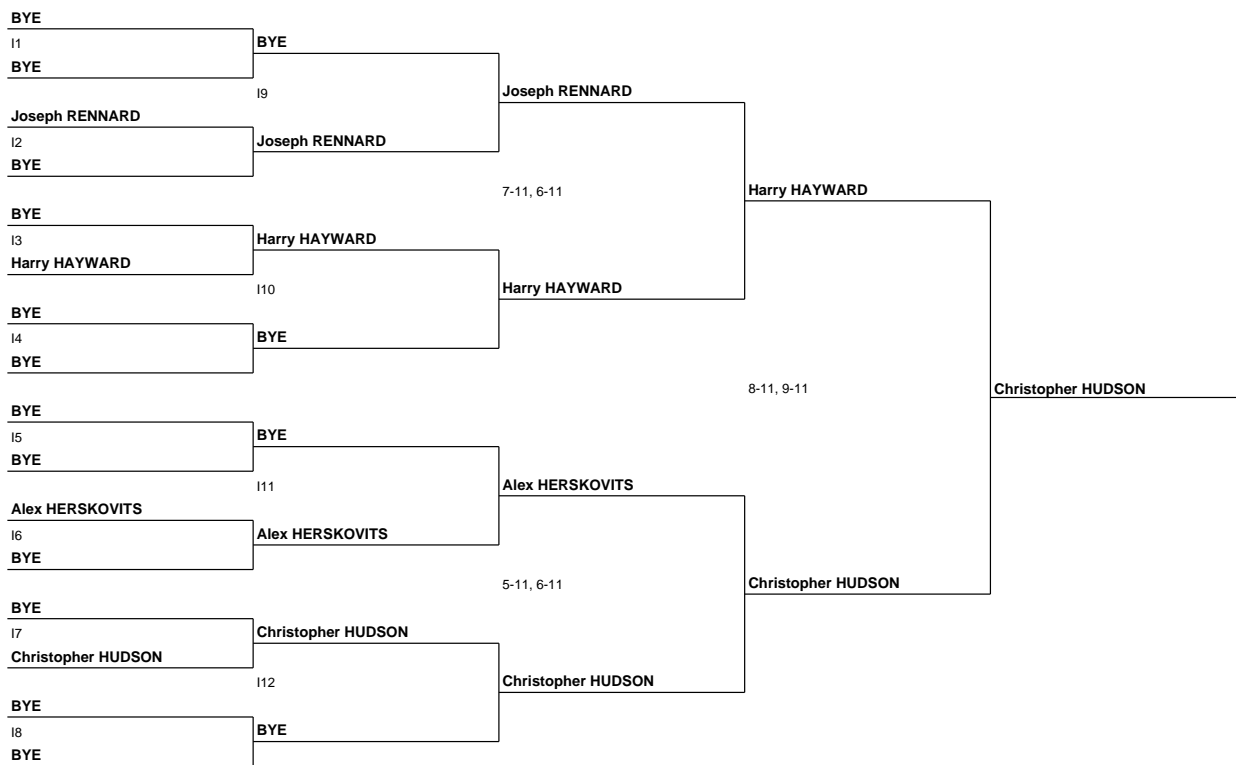 BYE
I1
BYE
BYE
I9
Joseph RENNARD
Joseph RENNARD
I2
Joseph RENNARD
BYE
7-11, 6-11
Harry HAYWARD
BYE
I3
Harry HAYWARD
Harry HAYWARD
I10
Harry HAYWARD
BYE
I4
BYE
BYE
8-11, 9-11
Christopher HUDSON
BYE
I5
BYE
BYE
I11
Alex HERSKOVITS
Alex HERSKOVITS
I6
Alex HERSKOVITS
BYE
5-11, 6-11
Christopher HUDSON
BYE
I7
Christopher HUDSON
Christopher HUDSON
I12
Christopher HUDSON
BYE
I8
BYE
BYE